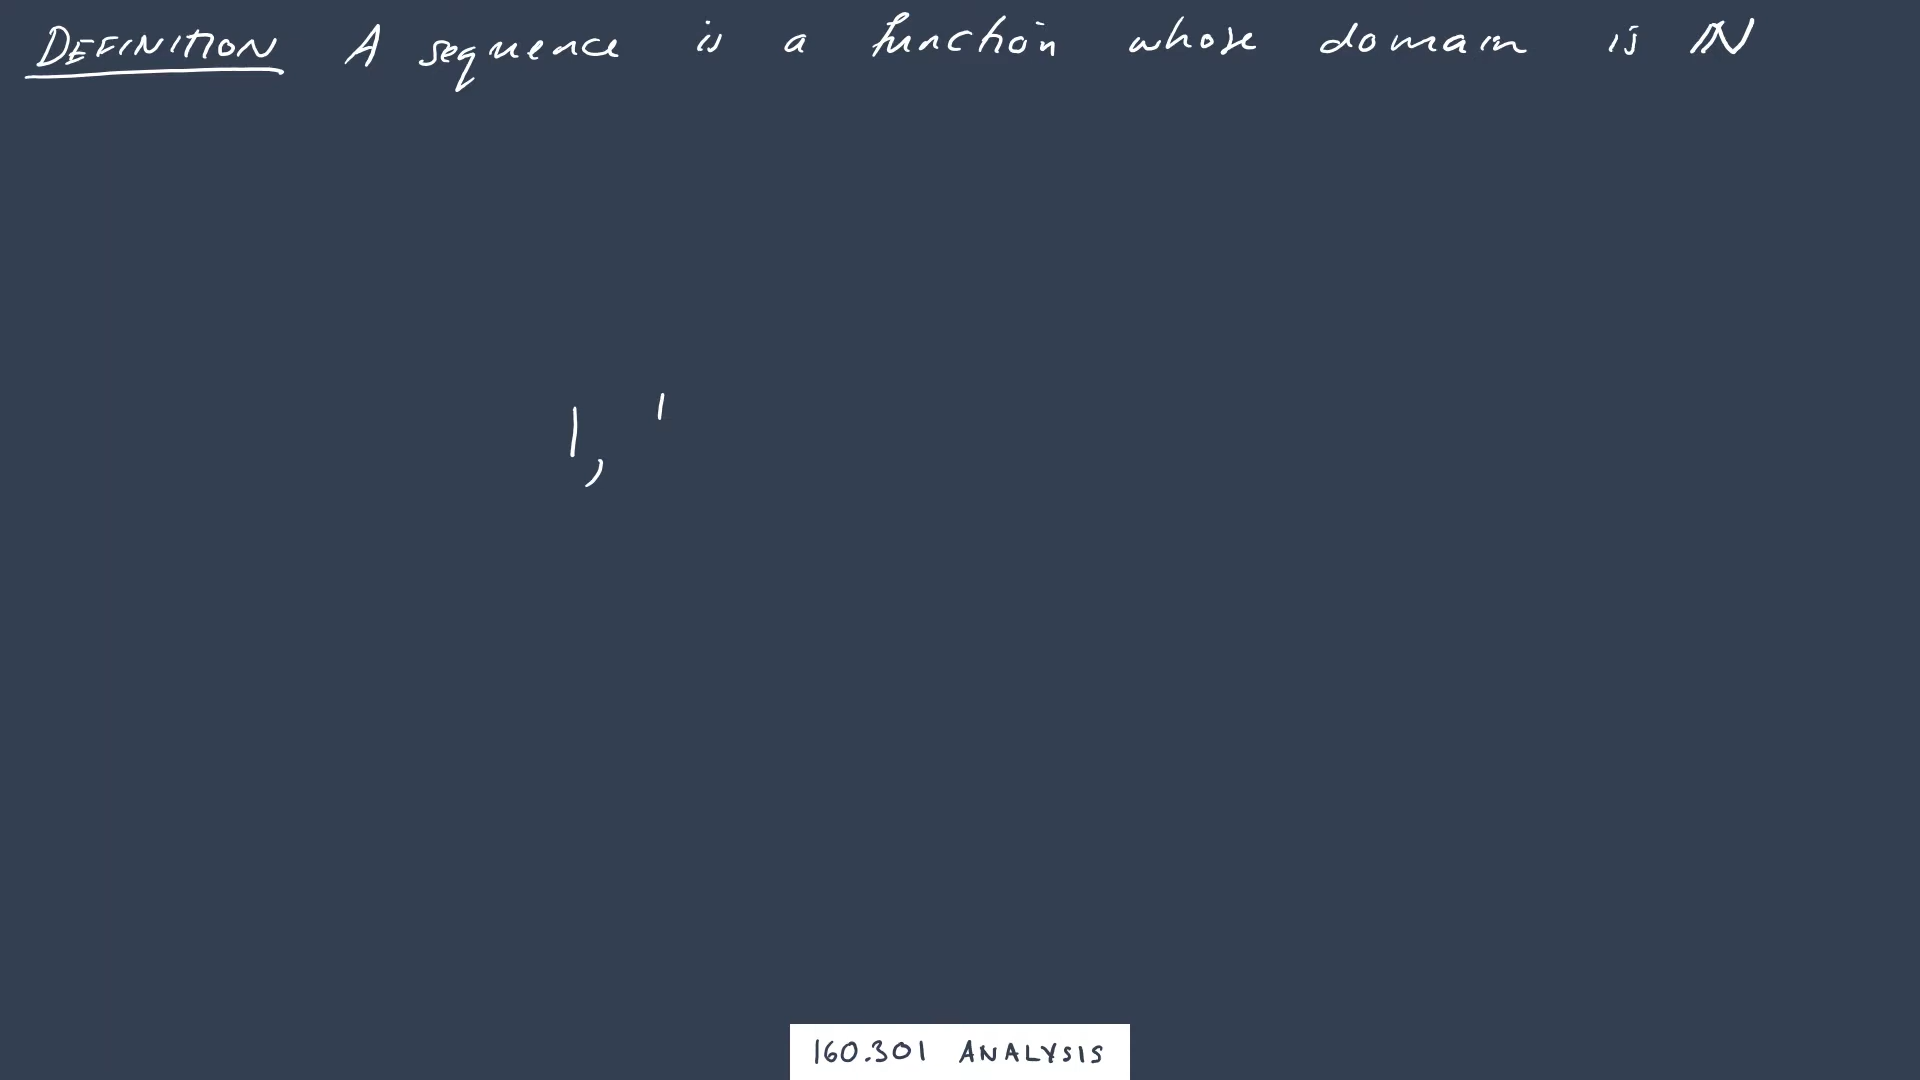 DEFINITION A sequence is a function whose domain is ℕ
1, '
160.301 ANALYSIS